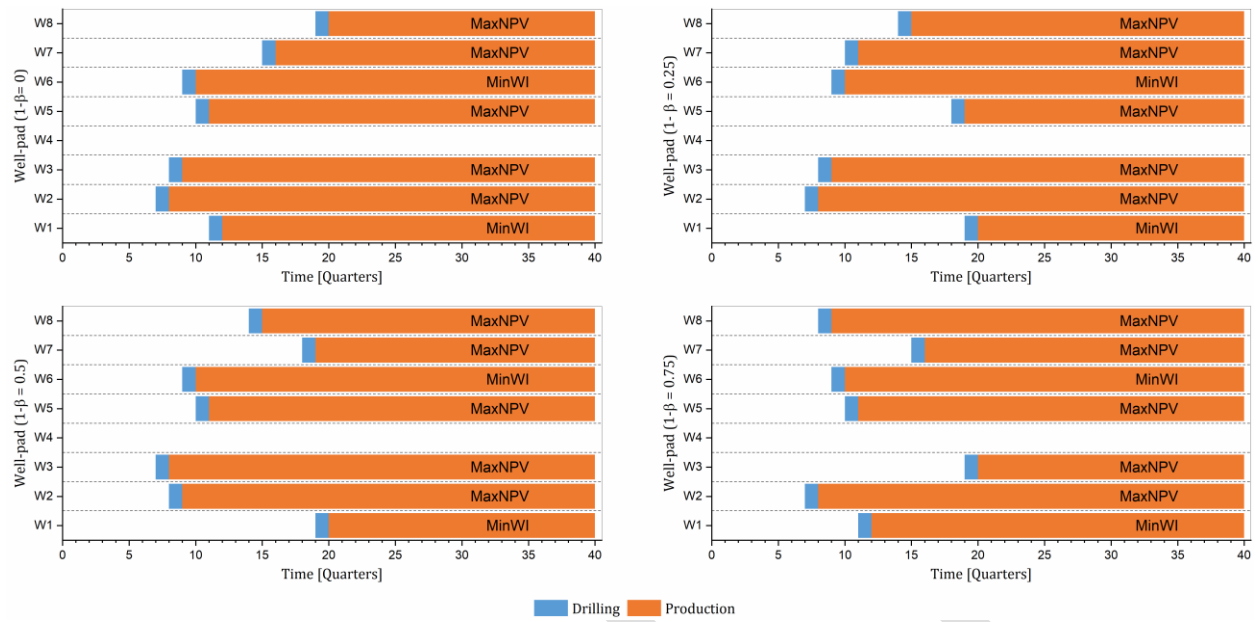 Well-pad (1-β= 0)
W8 MaxNPV
W7 MaxNPV
W6 MinWI
W5 MaxNPV
W4
W3 MaxNPV
W2 MaxNPV
W1 MinWI
0 5 10 15 20 25 30 35 40
Time [Quarters]
Well-pad (1- β = 0.25)
W8 MaxNPV
W7 MaxNPV
W6 MinWI
W5 MaxNPV
W4
W3 MaxNPV
W2 MaxNPV
W1 MinWI
0 5 10 15 20 25 30 35 40
Time [Quarters]
Well-pad (1-β = 0.5)
W8 MaxNPV
W7 MaxNPV
W6 MinWI
W5 MaxNPV
W4
W3 MaxNPV
W2 MaxNPV
W1 MinWI
0 5 10 15 20 25 30 35 40
Time [Quarters]
Well-pad (1-β = 0.75)
W8 MaxNPV
W7 MaxNPV
W6 MinWI
W5 MaxNPV
W4
W3 MaxNPV
W2 MaxNPV
W1 MinWI
0 5 10 15 20 25 30 35 40
Time [Quarters]
Drilling Production